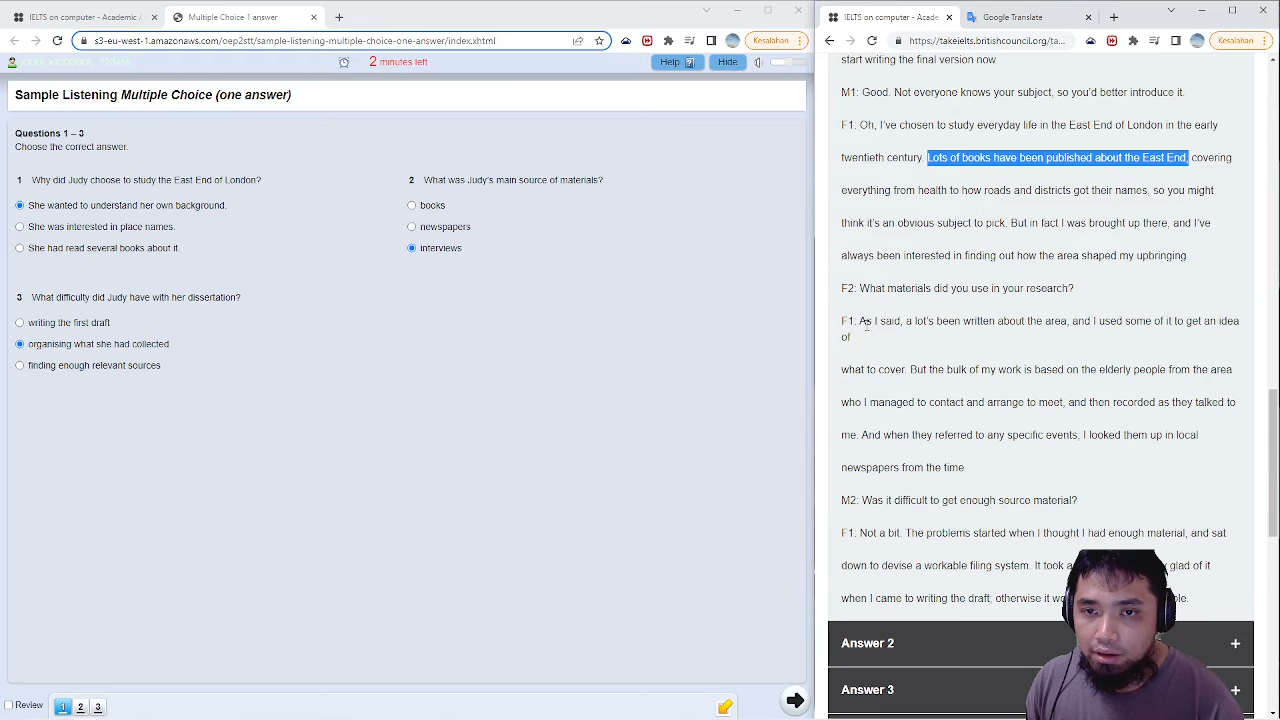 IELTS on computer - Academic /
Multiple Choice 1 answer
s3-eu-west-1.amazonaws.com/oep2stt/sample-listening-multiple-choice-one-answer/index.xhtml
Kesalahan
2 minutes left
Help ?
Hide
Sample Listening Multiple Choice (one answer)
Questions 1 – 3
Choose the correct answer.
1 Why did Judy choose to study the East End of London?
She wanted to understand her own background.
She was interested in place names.
She had read several books about it.
2 What was Judy's main source of materials?
books
newspapers
interviews
3 What difficulty did Judy have with her dissertation?
writing the first draft
organising what she had collected
finding enough relevant sources
Review
1 2 3
IELTS on computer - Acade
Google Translate
https://takeielts.britishcouncil.org/ta...
Kesalahan
start writing the final version now
M1: Good. Not everyone knows your subject, so you'd better introduce it.
F1. Oh, I've chosen to study everyday life in the East End of London in the early
twentieth century. Lots of books have been published about the East End, covering
everything from health to how roads and districts got their names, so you might
think it's an obvious subject to pick. But in fact I was brought up there, and I've
always been interested in finding out how the area shaped my upbringing.
F2: What materials did you use in your research?
F1. As I said, a lot's been written about the area, and I used some of it to get an idea
of
what to cover. But the bulk of my work is based on the elderly people from the area
who I managed to contact and arrange to meet, and then recorded as they talked to
me. And when they referred to any specific events, I looked them up in local
newspapers from the time.
M2: Was it difficult to get enough source material?
F1: Not a bit. The problems started when I thought I had enough material, and sat
down to devise a workable filing system. It took glad of it
when I came to writing the draft; otherwise it
Answer 2 +
Answer 3 +